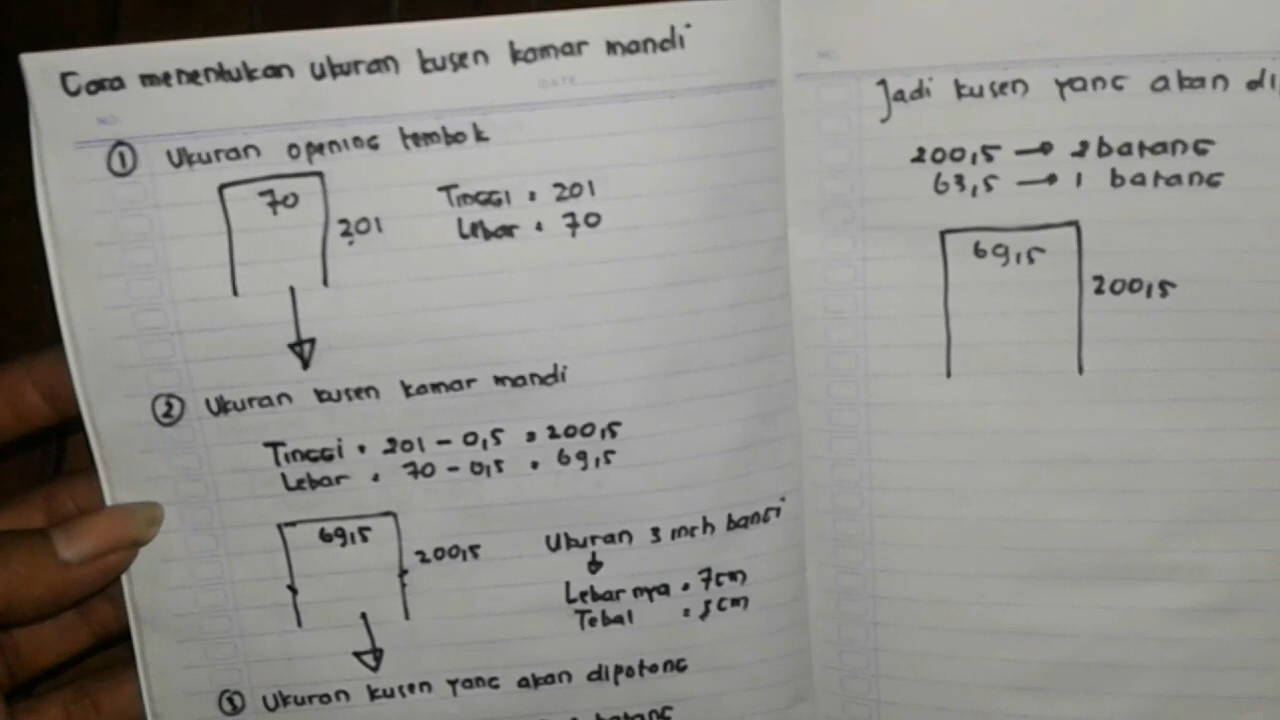 Cara menentukan ukuran kusen kamar mandi
① Ukuran opening tembok
70
201
Tinggi = 201
Lebar = 70
② Ukuran kusen kamar mandi
Tinggi = 201 - 0,5 = 200,5
Lebar = 70 - 0,5 = 69,5
69,5
200,5
Ukuran 3 inch banci
Lebarnya = 7cm
Tebal = 3cm
③ Ukuran kusen yang akan dipotong
batang
Jadi kusen yang akan di
200,5 → 2 batang
63,5 → 1 batang
69,5
200,5